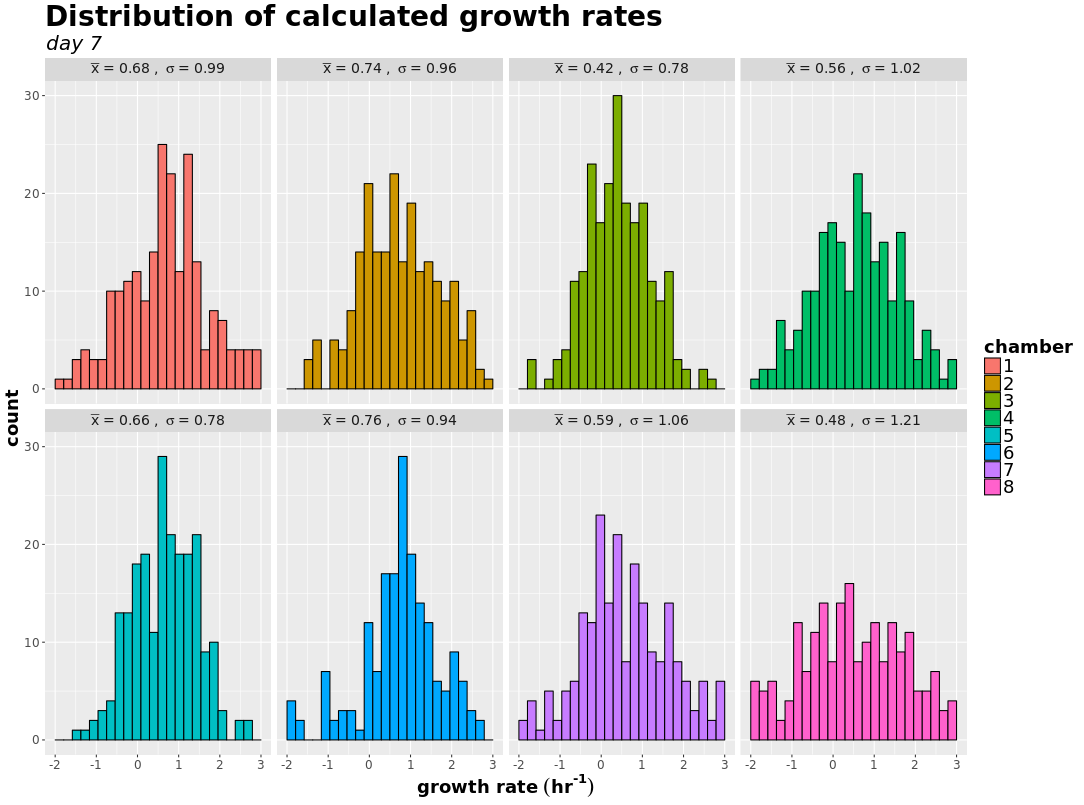 Distribution of calculated growth rates
day 7
x̅ = 0.68 ,  σ = 0.99
x̅ = 0.74 ,  σ = 0.96
x̅ = 0.42 ,  σ = 0.78
x̅ = 0.56 ,  σ = 1.02
30
20
10
0
x̅ = 0.66 ,  σ = 0.78
x̅ = 0.76 ,  σ = 0.94
x̅ = 0.59 ,  σ = 1.06
x̅ = 0.48 ,  σ = 1.21
30
20
10
0
-2 -1 0 1 2 3
-2 -1 0 1 2 3
-2 -1 0 1 2 3
-2 -1 0 1 2 3
growth rate (hr⁻¹)
count
chamber
1
2
3
4
5
6
7
8